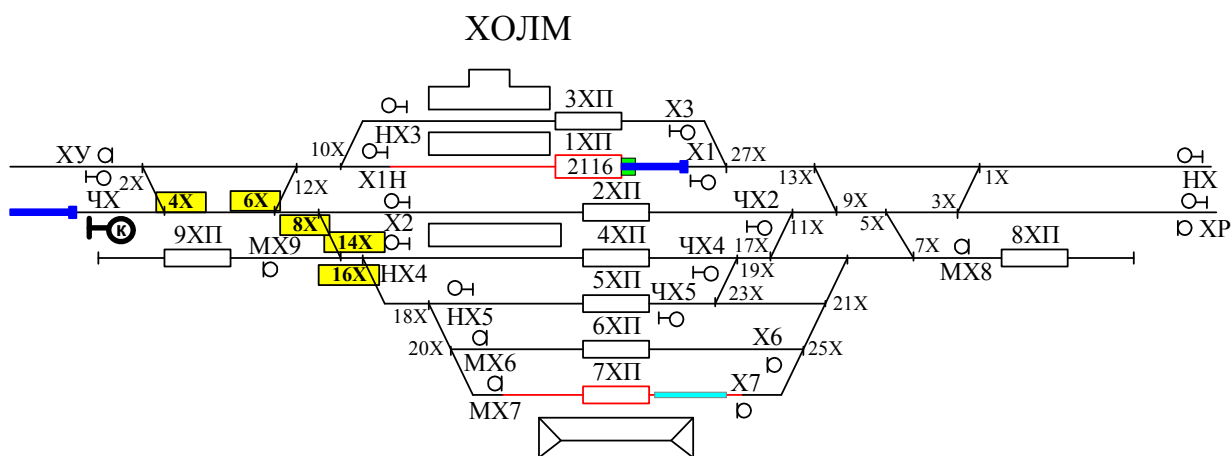 ХОЛМ
3ХП
Х3
НХ3
1ХП
ХУ
10Х
2116
Х1
27Х
2Х
12Х
Х1Н
13Х
1Х
НХ
ЧХ
4Х
6Х
2ХП
ЧХ2
9Х
3Х
К
8Х
Х2
11Х
5Х
ХР
9ХП
МХ9
14Х
4ХП
17Х
7Х
8ХП
16Х
НХ4
ЧХ4
19Х
МХ8
5ХП
ЧХ5
23Х
18Х
НХ5
21Х
6ХП
20Х
Х6
25Х
МХ6
7ХП
Х7
МХ7